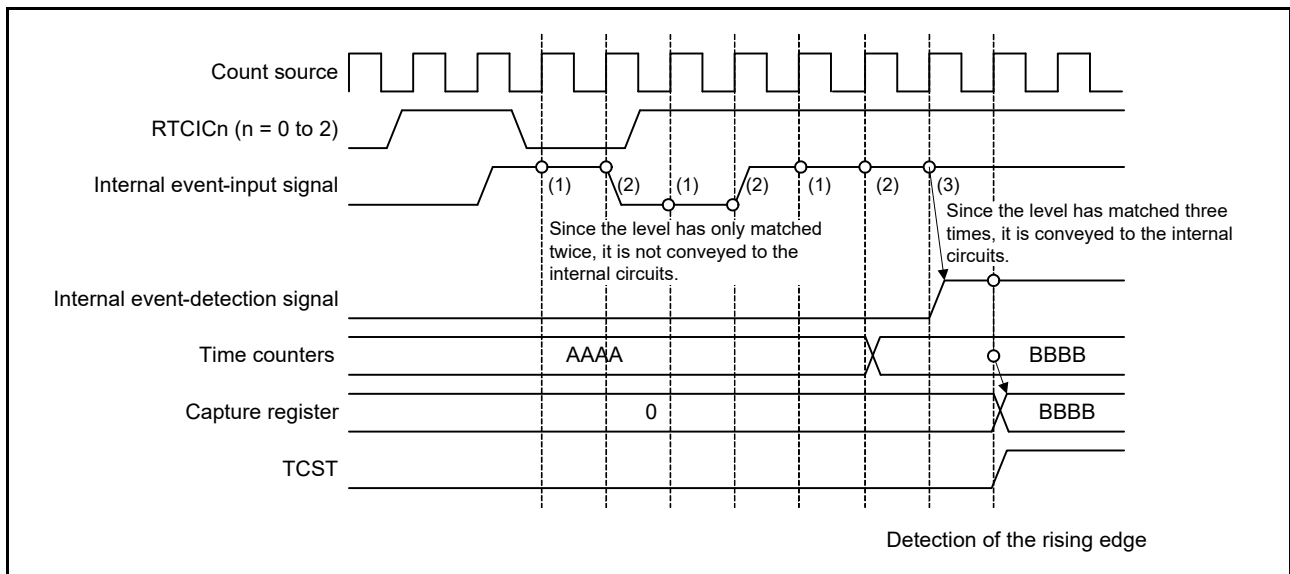 Count source
RTCICn (n = 0 to 2)
Internal event-input signal
(1) (2) (1) (2) (1) (2) (3)
Since the level has only matched
twice, it is not conveyed to the
internal circuits.
Since the level has matched three
times, it is conveyed to the internal
circuits.
Internal event-detection signal
Time counters
AAAA
BBBB
Capture register
0
BBBB
TCST
Detection of the rising edge